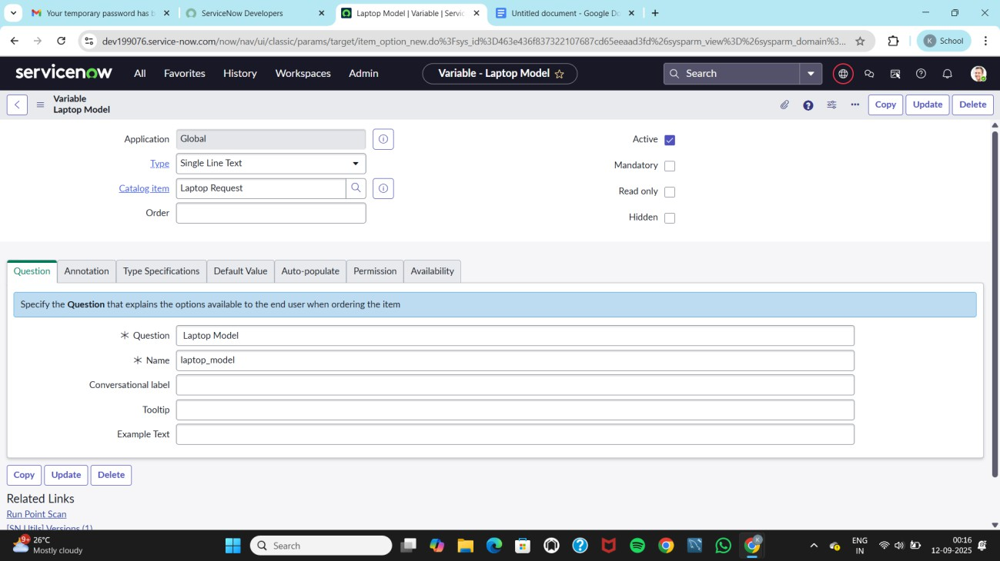 Your temporary password has b
ServiceNow Developers
Laptop Model | Variable | Servic
Untitled document - Google Do
dev199076.service-now.com/now/nav/ui/classic/params/target/item_option_new.do%3Fsys_id%3D463e436f837322107687cd65eeaad3fd%26sysparm_view%3D%26sysparm_domain%3...
K School
servicenow All Favorites History Workspaces Admin Variable - Laptop Model Search
Variable
Laptop Model
Copy Update Delete
Application Global
Active
Type Single Line Text
Mandatory
Catalog item Laptop Request
Read only
Order
Hidden
Question Annotation Type Specifications Default Value Auto-populate Permission Availability
Specify the Question that explains the options available to the end user when ordering the item
* Question Laptop Model
* Name laptop_model
Conversational label
Tooltip
Example Text
Copy Update Delete
Related Links
Run Point Scan
[SN Utils] Versions (1)
9+ 26°C
Mostly cloudy
Search
ENG
IN
00:16
12-09-2025